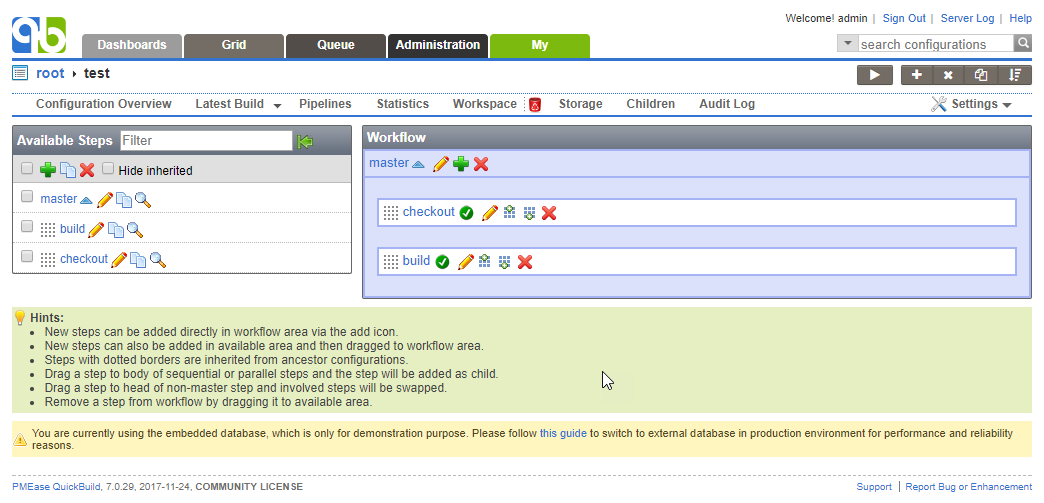 Welcome! admin | Sign Out | Server Log | Help
qb
Dashboards Grid Queue Administration My
search configurations
root test
Configuration Overview Latest Build Pipelines Statistics Workspace Storage Children Audit Log Settings
Available Steps Filter
Workflow
master
Hide inherited
master
checkout
build
build
checkout
Hints:
New steps can be added directly in workflow area via the add icon.
New steps can also be added in available area and then dragged to workflow area.
Steps with dotted borders are inherited from ancestor configurations.
Drag a step to body of sequential or parallel steps and the step will be added as child.
Drag a step to head of non-master step and involved steps will be swapped.
Remove a step from workflow by dragging it to available area.
You are currently using the embedded database, which is only for demonstration purpose. Please follow this guide to switch to external database in production environment for performance and reliability
reasons.
PMEase QuickBuild, 7.0.29, 2017-11-24, COMMUNITY LICENSE
Support | Report Bug or Enhancement